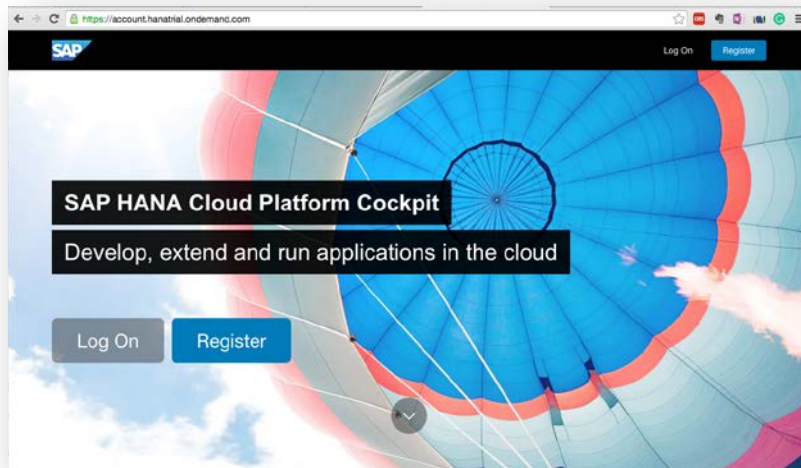 https://account.hanatrial.ondemand.com
SAP
Log On
Register
SAP HANA Cloud Platform Cockpit
Develop, extend and run applications in the cloud
Log On
Register